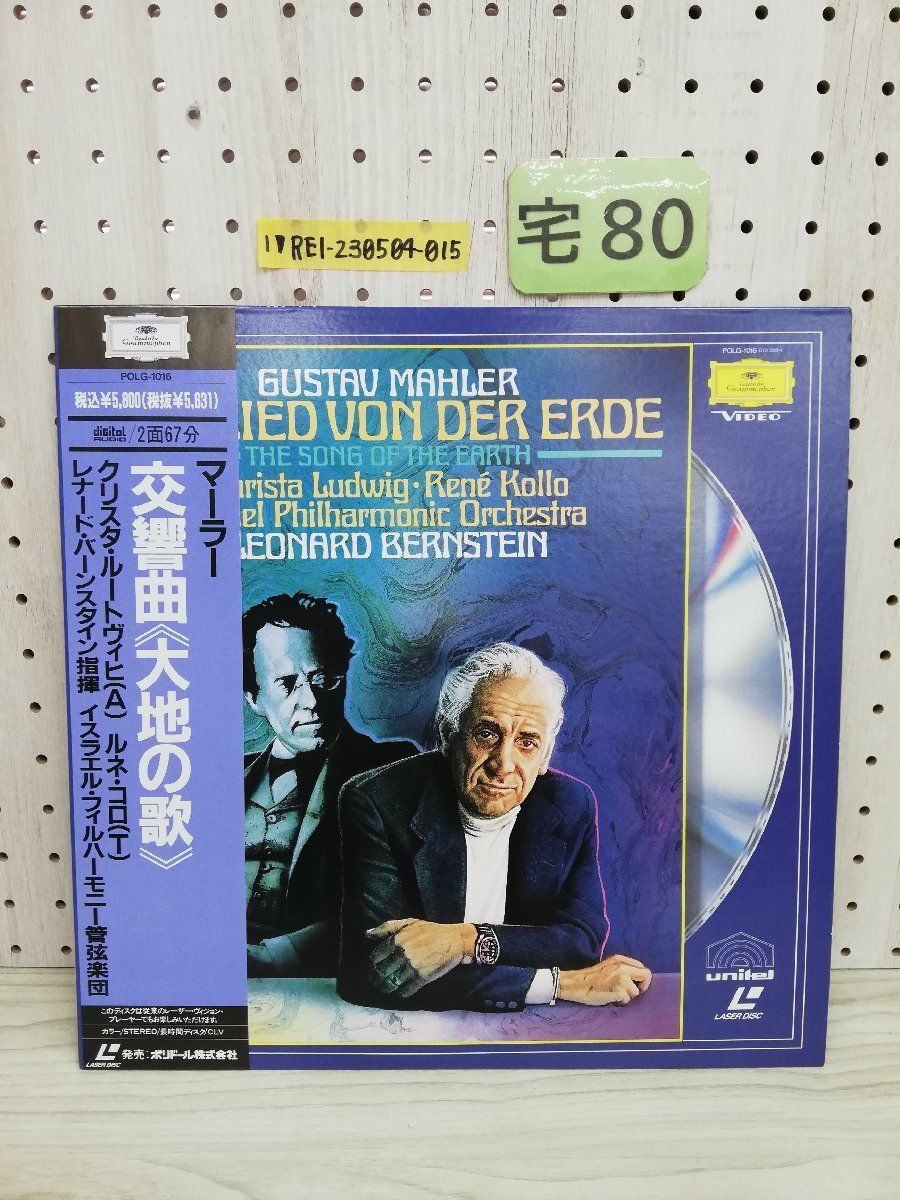 宅80
1▼REI-230504-015
Deutsche
Grammophon
POLG-1016
税込¥5,800(税抜¥5,631)
digital
AUDIO
/2面67分
マーラー
交響曲《大地の歌》
クリスタ・ルートヴィヒ(A) ルネ・コロ(T)
レナード・バーンスタイン指揮 イスラエル・フィルハーモニー管弦楽団
このディスクは従来のレーザー・ヴィジョン・
プレーヤーでもお楽しみいただけます。
カラー/STEREO/長時間ディスク/CLV
LASER DISC
発売:ポリドール株式会社
GUSTAV MAHLER
LIED VON DER ERDE
THE SONG OF THE EARTH
rista Ludwig · René Kollo
el Philharmonic Orchestra
LEONARD BERNSTEIN
POLG-1016
Deutsche
Grammophon
VIDEO
unitel
LASER DISC